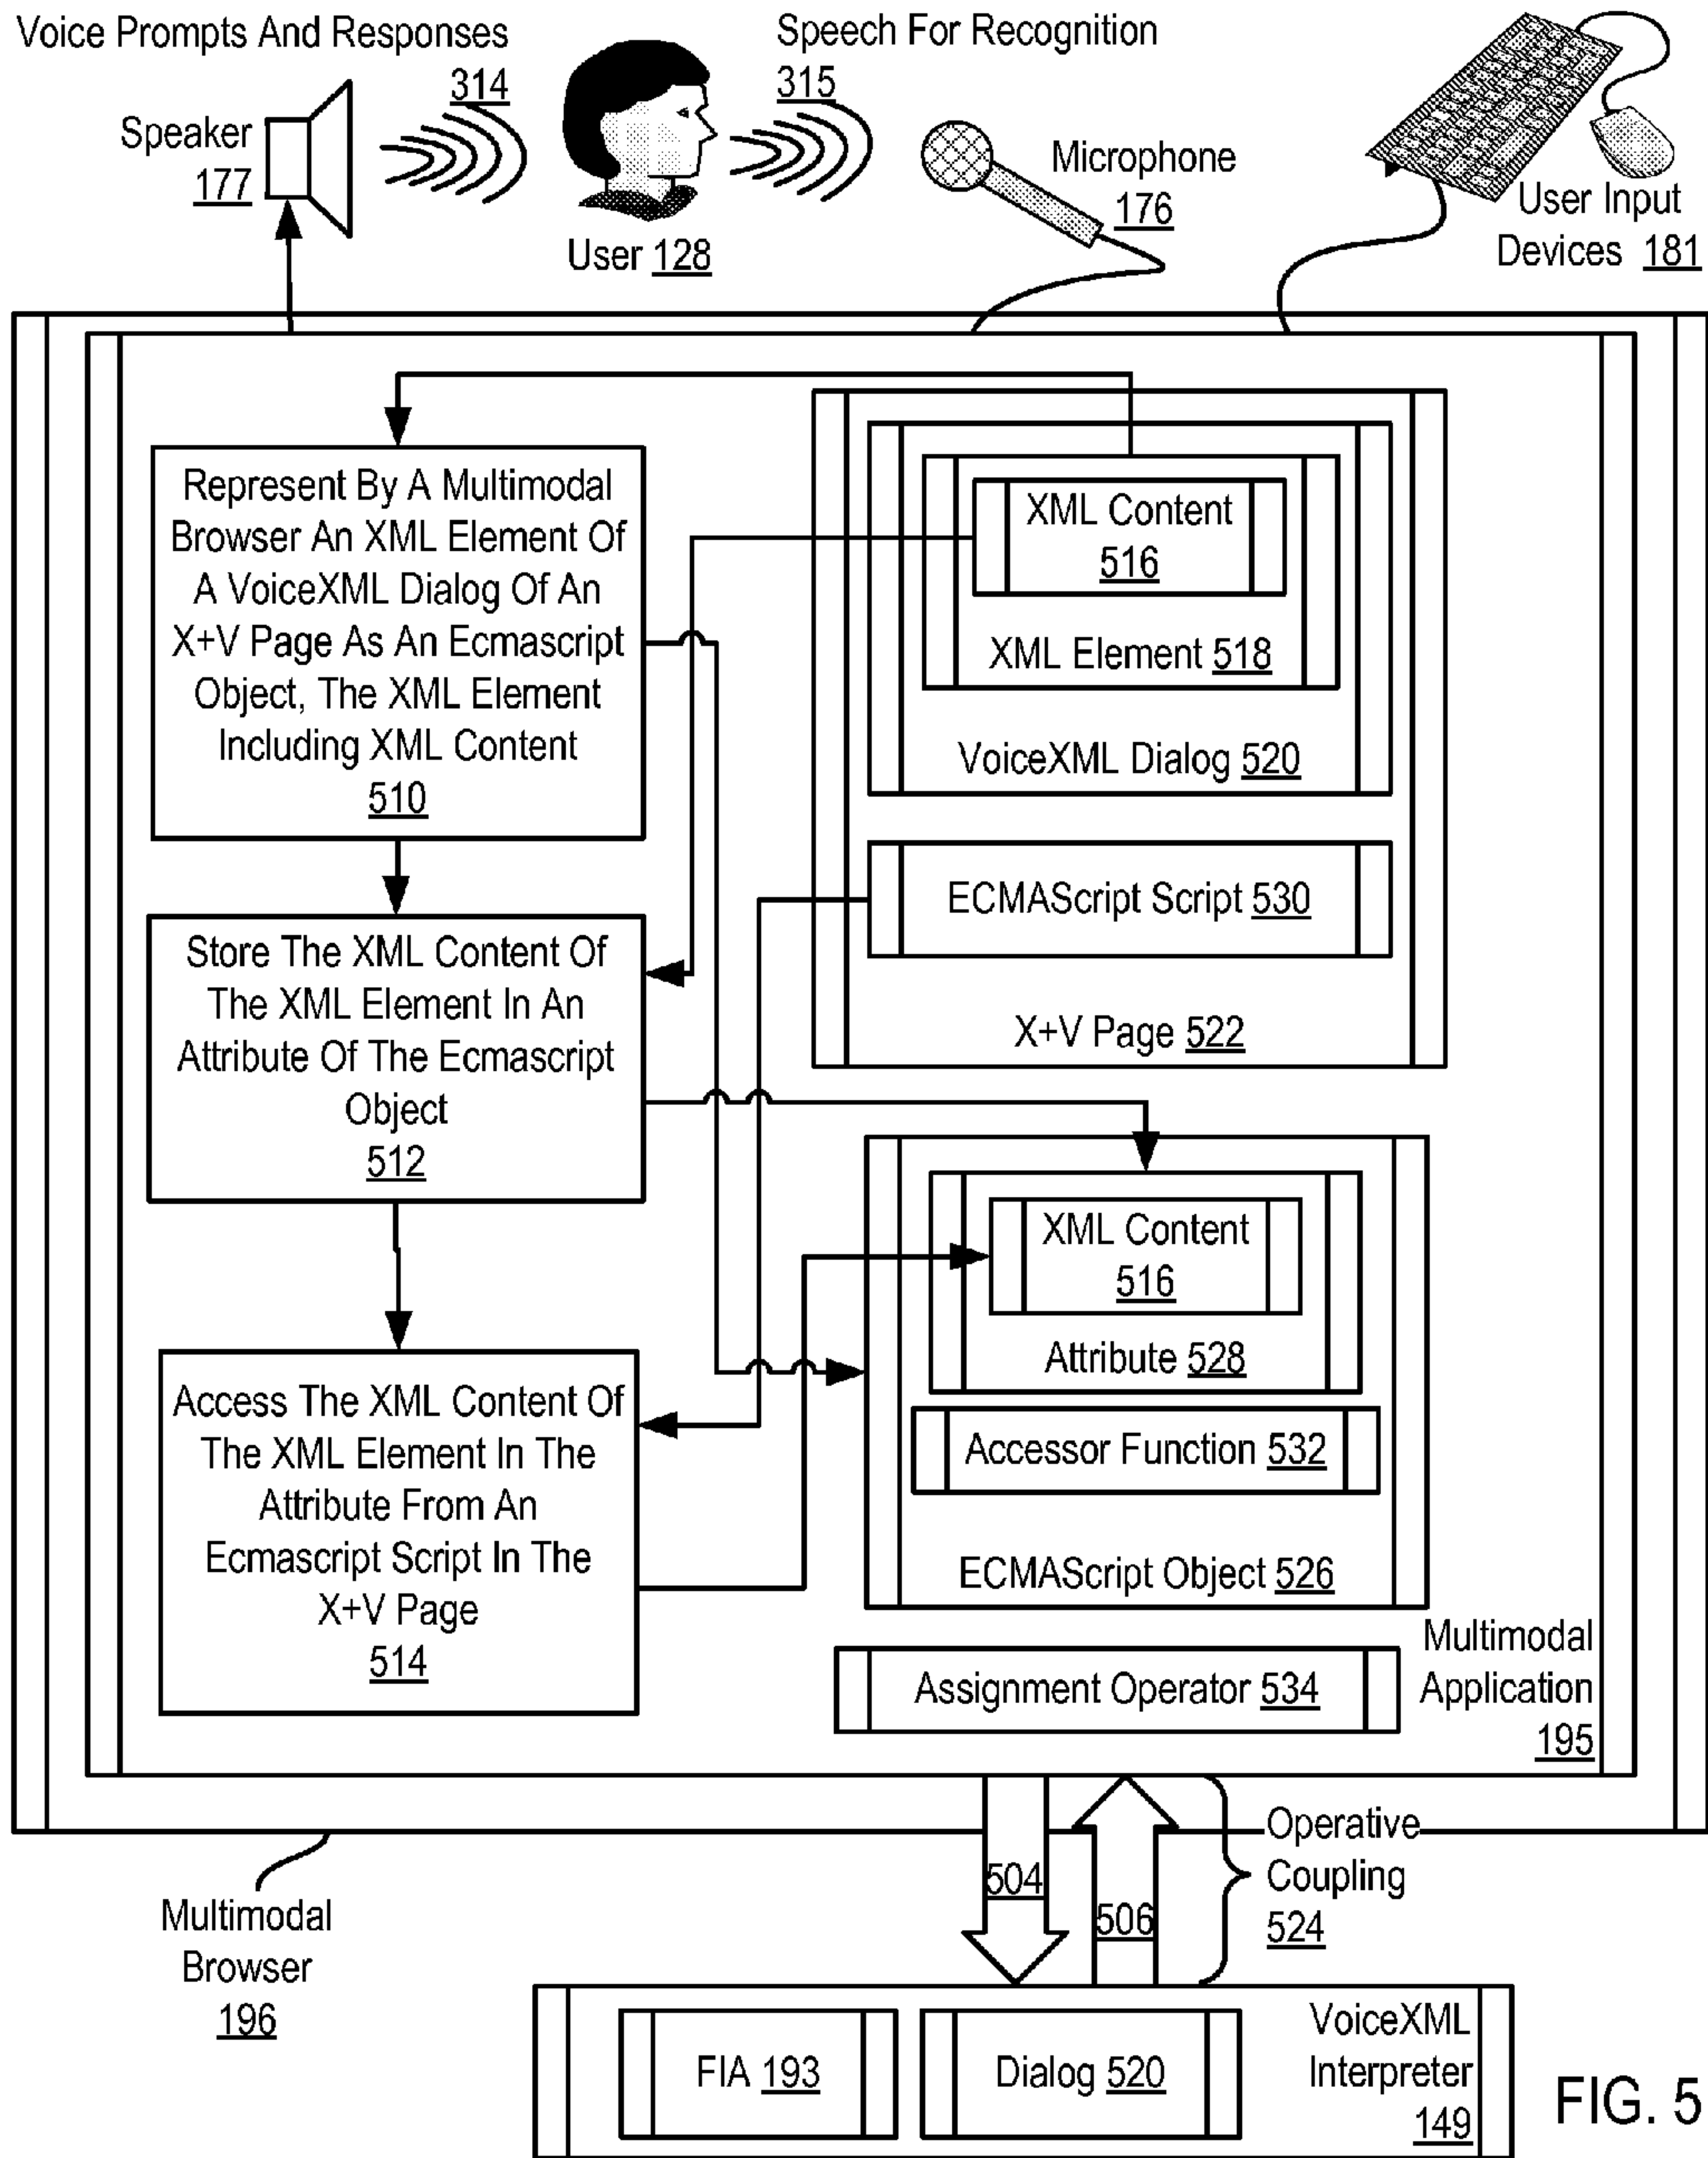 Voice Prompts And Responses
314
Speech For Recognition
315
Speaker
177
User 128
Microphone
176
User Input
Devices 181
Represent By A Multimodal
Browser An XML Element Of
A VoiceXML Dialog Of An
X+V Page As An Ecmascript
Object, The XML Element
Including XML Content
510
XML Content
516
XML Element 518
VoiceXML Dialog 520
ECMAScript Script 530
X+V Page 522
Store The XML Content Of
The XML Element In An
Attribute Of The Ecmascript
Object
512
XML Content
516
Attribute 528
Accessor Function 532
ECMAScript Object 526
Access The XML Content Of
The XML Element In The
Attribute From An
Ecmascript Script In The
X+V Page
514
Assignment Operator 534
Multimodal
Application
195
Multimodal
Browser
196
504
506
Operative
Coupling
524
FIA 193
Dialog 520
VoiceXML
Interpreter
149
FIG. 5